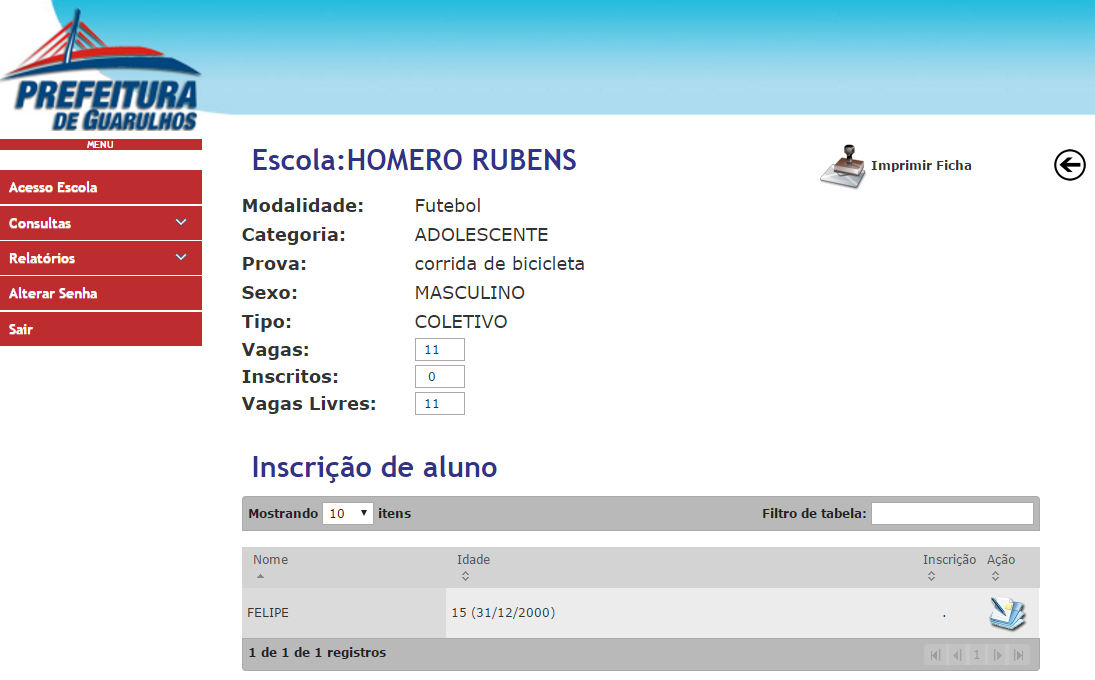 PREFEITURA
DE GUARULHOS
MENU
Acesso Escola
Consultas
Relatórios
Alterar Senha
Sair
Escola:HOMERO RUBENS
Imprimir Ficha
Modalidade: Futebol
Categoria: ADOLESCENTE
Prova: corrida de bicicleta
Sexo: MASCULINO
Tipo: COLETIVO
Vagas: 11
Inscritos: 0
Vagas Livres: 11
Inscrição de aluno
Mostrando 10 itens Filtro de tabela:
Nome Idade Inscrição Ação
FELIPE 15 (31/12/2000) .
1 de 1 de 1 registros 1